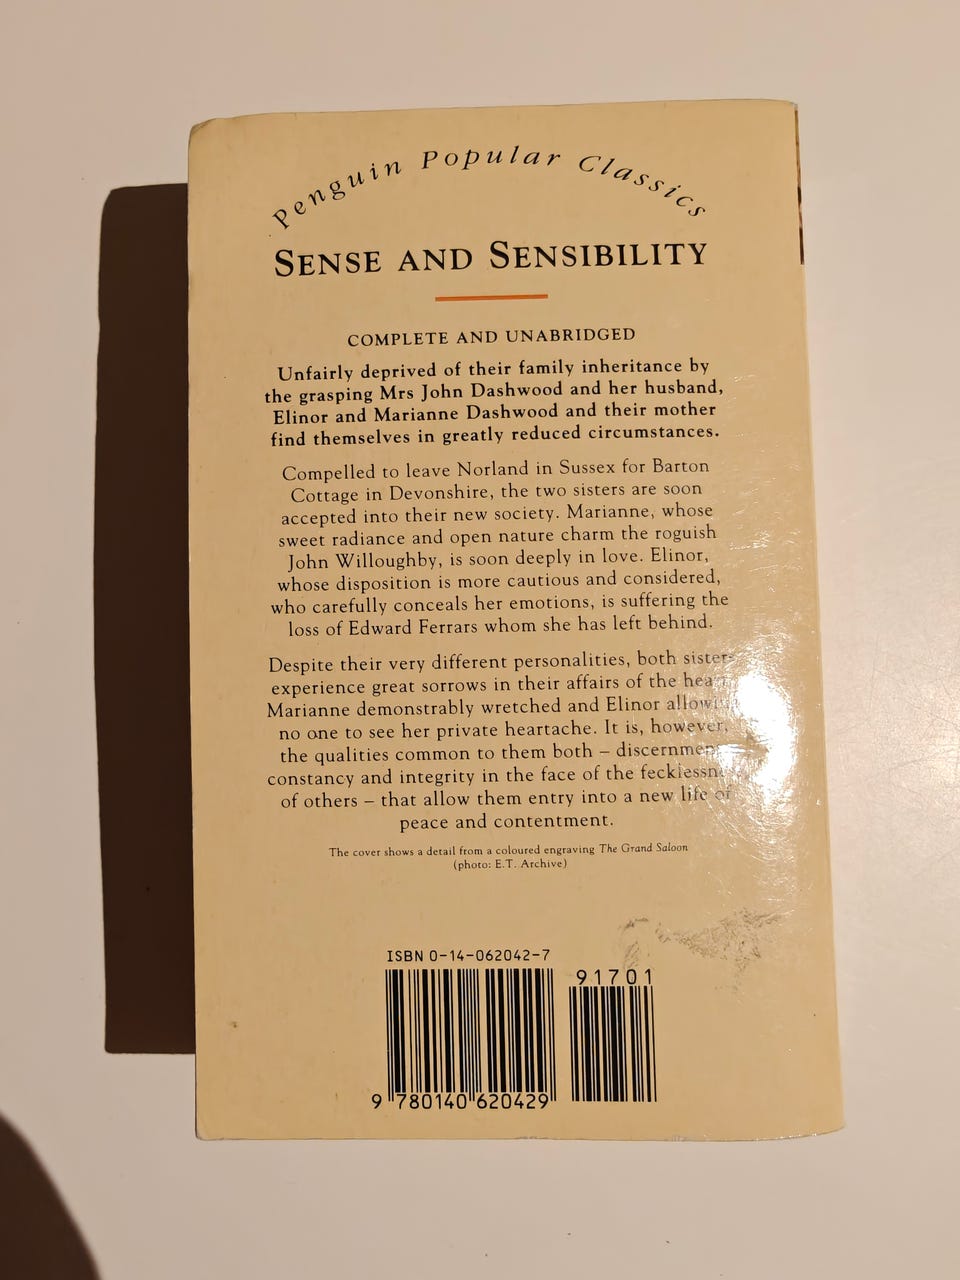 Penguin Popular Classics
SENSE AND SENSIBILITY
COMPLETE AND UNABRIDGED
Unfairly deprived of their family inheritance by
the grasping Mrs John Dashwood and her husband,
Elinor and Marianne Dashwood and their mother
find themselves in greatly reduced circumstances.
Compelled to leave Norland in Sussex for Barton
Cottage in Devonshire, the two sisters are soon
accepted into their new society. Marianne, whose
sweet radiance and open nature charm the roguish
John Willoughby, is soon deeply in love. Elinor,
whose disposition is more cautious and considered,
who carefully conceals her emotions, is suffering the
loss of Edward Ferrars whom she has left behind.
Despite their very different personalities, both sisters
experience great sorrows in their affairs of the
Marianne demonstrably wretched and Elinor
no one to see her private heartache. It is, however,
the qualities common to them both –
constancy and integrity in the face of the
of others – that allow them entry into a new life of
peace and contentment.
The cover shows a detail from a coloured engraving The Grand Saloon
(photo: E.T. Archive)
ISBN 0-14-062042-7
91701
9 780140 620429